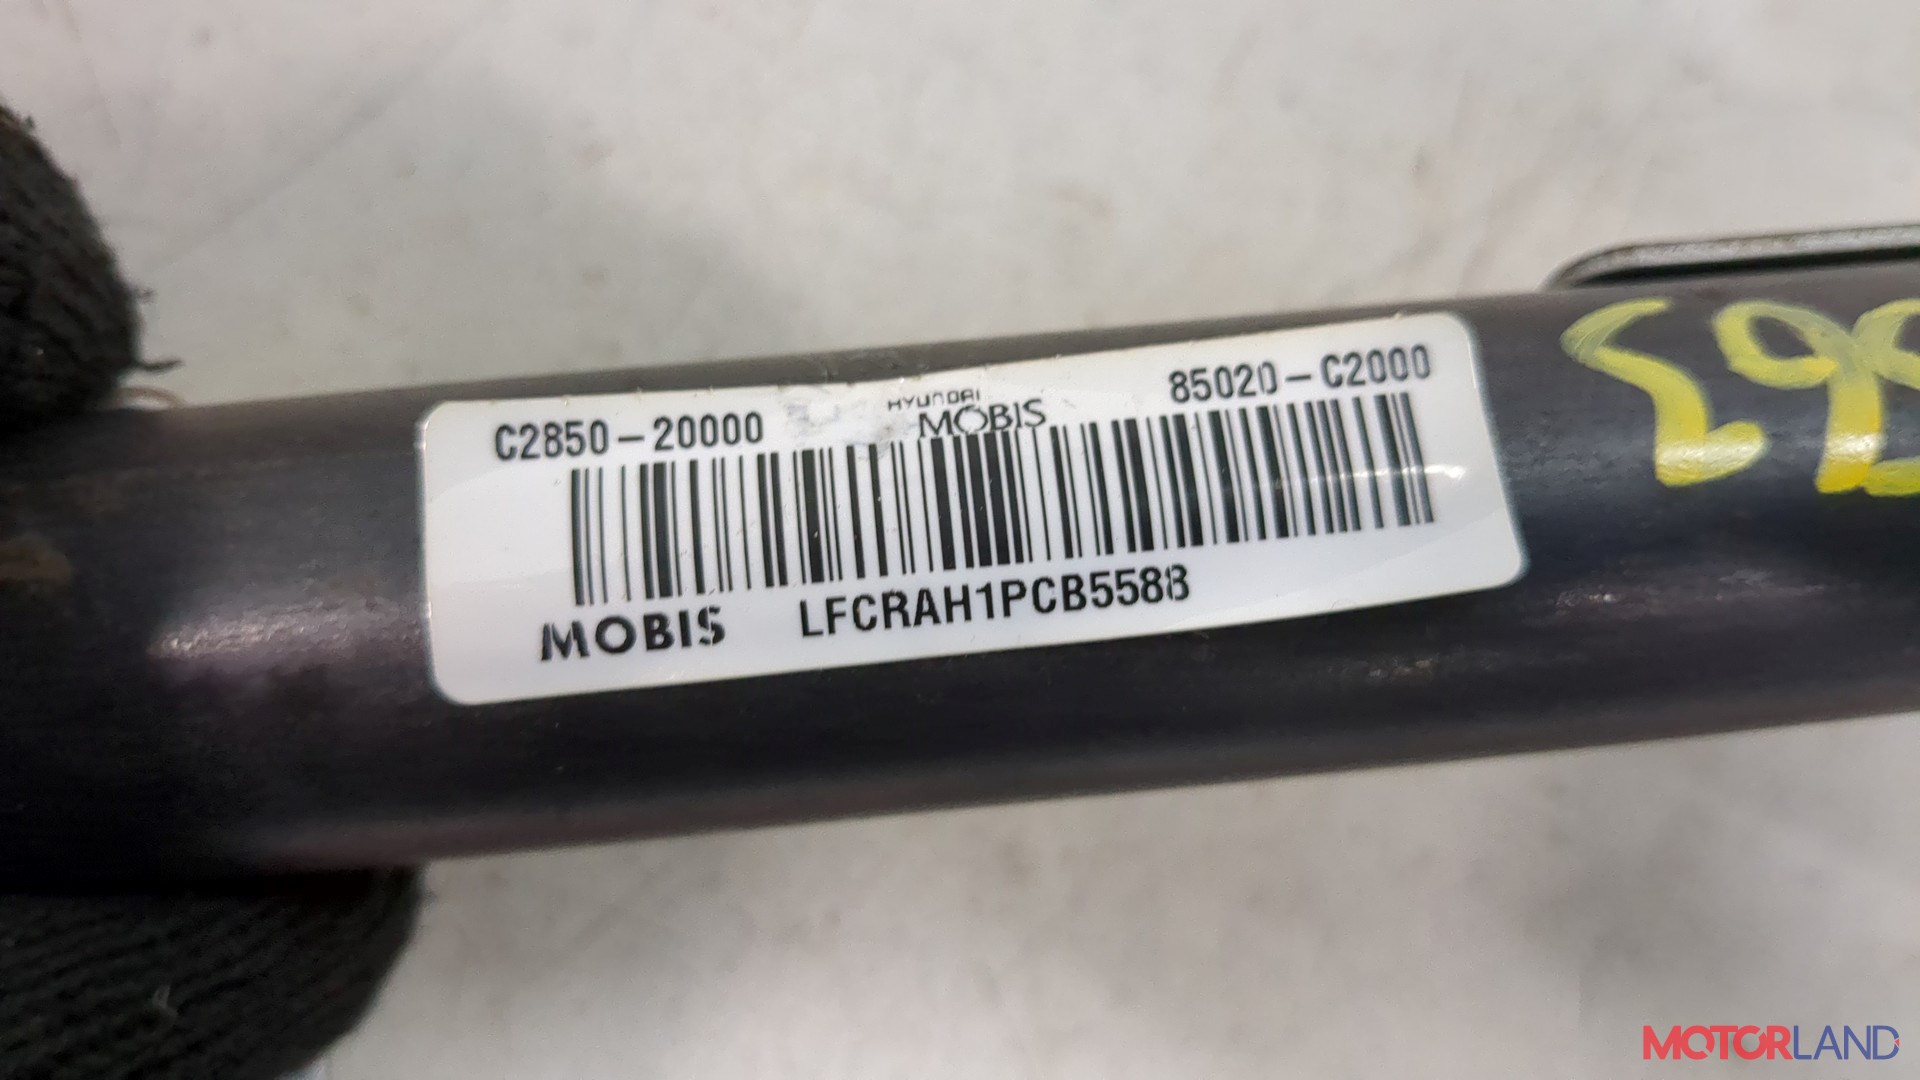 C2850-20000
HYUNDAI
MOBIS
85020-C2000
MOBIS LFCRAH1PCB5588
MOTORLAND